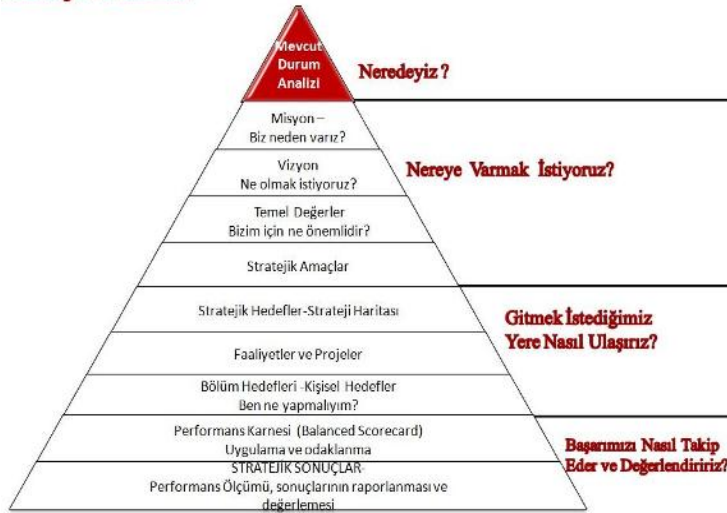 Mevcut
Durum
Analizi
Neredeyiz ?
Misyon –
Biz neden varız?
Vizyon
Ne olmak istiyoruz?
Nereye Varmak İstiyoruz?
Temel Değerler
Bizim için ne önemlidir?
Stratejik Amaçlar
Stratejik Hedefler-Strateji Haritası
Gitmek İstediğimiz
Yere Nasıl Ulaşırız?
Faaliyetler ve Projeler
Bölüm Hedefleri -Kişisel Hedefler
Ben ne yapmalıyım?
Performans Karnesi (Balanced Scorecard)
Uygulama ve odaklanma
Başarımızı Nasıl Takip
Eder ve Değerlendiririz?
STRATEJİK SONUÇLAR-
Performans Ölçümü, sonuçlarının raporlanması ve
değerlemesi